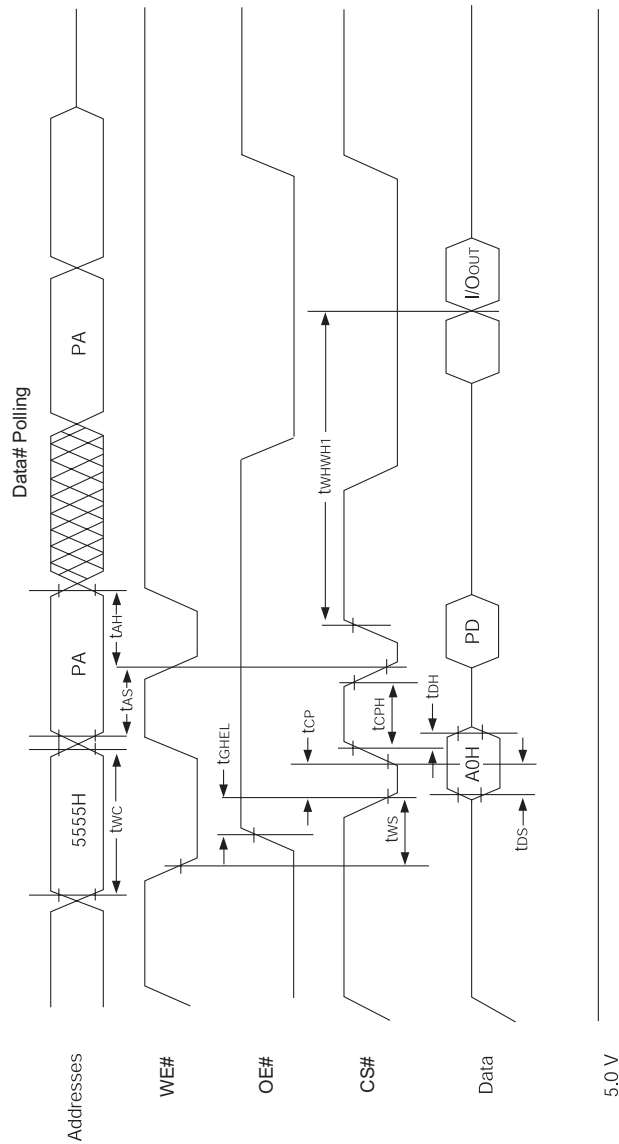 Data# Polling
Addresses
5555H
PA
PA
tWC
tAS
tAH
WE#
OE#
tGHEL
CS#
tWS
tCP
tCPH
tWHWH1
tDH
Data
A0H
PD
I/OOUT
tDS
5.0 V